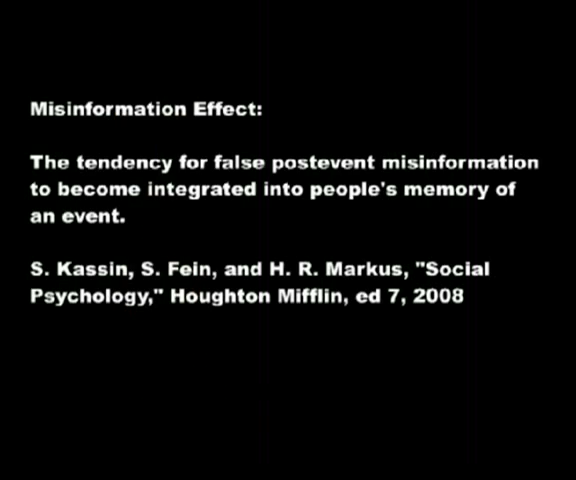 Misinformation Effect:
The tendency for false postevent misinformation
to become integrated into people's memory of
an event.
S. Kassin, S. Fein, and H. R. Markus, "Social
Psychology," Houghton Mifflin, ed 7, 2008